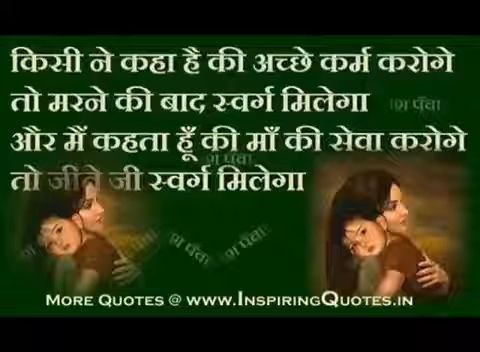 किसी ने कहा है की अच्छे कर्म करोगे
तो मरने की बाद स्वर्ग मिलेगा
और मैं कहता हूँ की माँ की सेवा करोगे
तो जीते जी स्वर्ग मिलेगा
MORE QUOTES @ WWW.INSPIRINGQUOTES.IN